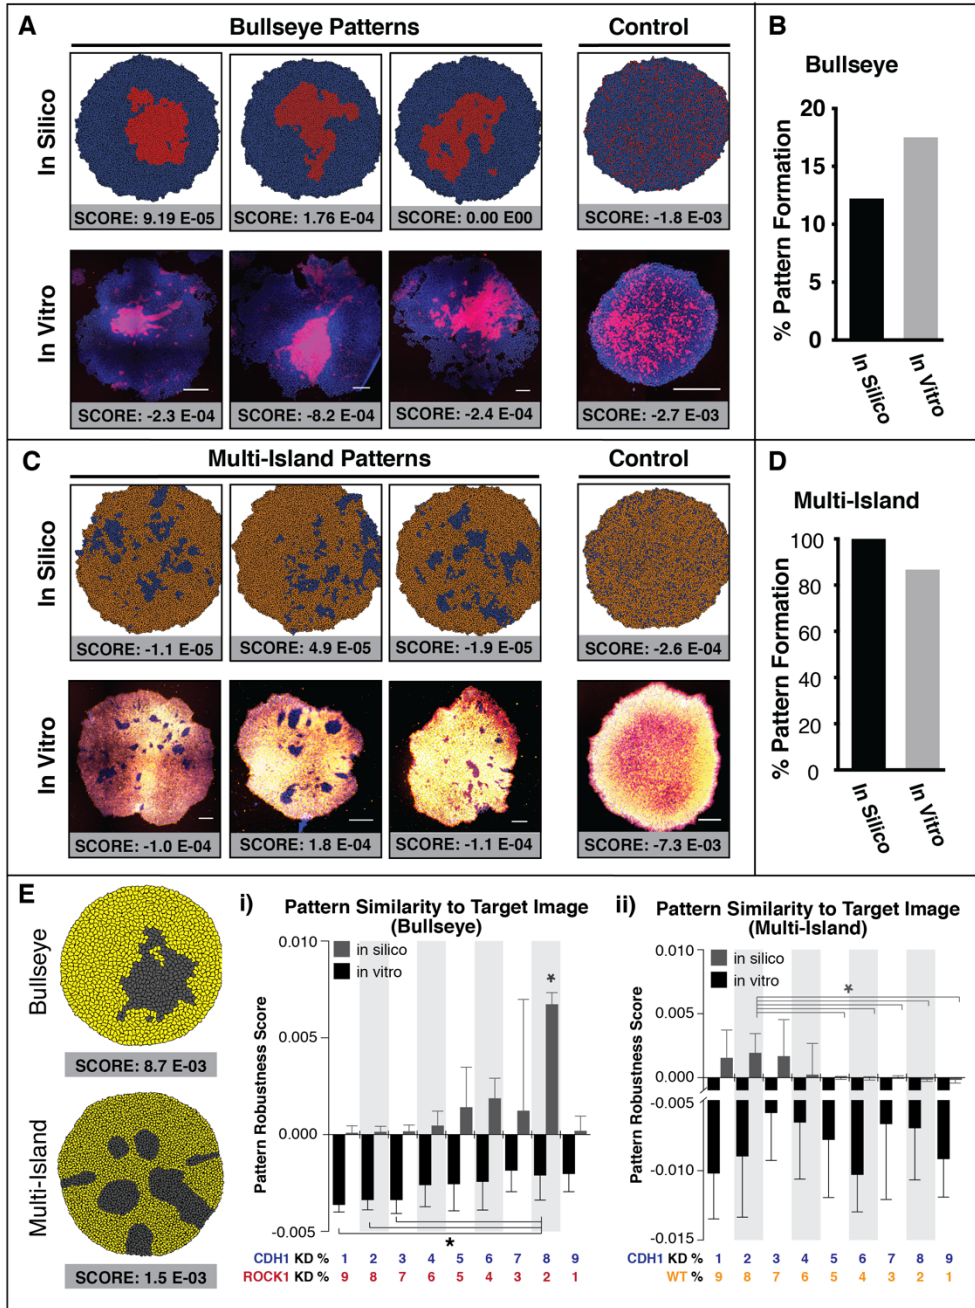 A
Bullseye Patterns
Control
In Silico
SCORE: 9.19 E-05
SCORE: 1.76 E-04
SCORE: 0.00 E00
SCORE: -1.8 E-03
In Vitro
SCORE: -2.3 E-04
SCORE: -8.2 E-04
SCORE: -2.4 E-04
SCORE: -2.7 E-03
B
Bullseye
% Pattern Formation
20
15
10
5
0
In Silico
In Vitro
C
Multi-Island Patterns
Control
In Silico
SCORE: -1.1 E-05
SCORE: 4.9 E-05
SCORE: -1.9 E-05
SCORE: -2.6 E-04
In Vitro
SCORE: -1.0 E-04
SCORE: 1.8 E-04
SCORE: -1.1 E-04
SCORE: -7.3 E-03
D
Multi-Island
% Pattern Formation
100
80
60
40
20
0
In Silico
In Vitro
E
Bullseye
SCORE: 8.7 E-03
Multi-Island
SCORE: 1.5 E-03
i)
Pattern Similarity to Target Image
(Bullseye)
Pattern Robustness Score
0.010
0.005
0.000
-0.005
in silico
in vitro
*
*
CDH1 KD % 1 2 3 4 5 6 7 8 9
ROCK1 KD % 9 8 7 6 5 4 3 2 1
ii)
Pattern Similarity to Target Image
(Multi-Island)
Pattern Robustness Score
0.010
0.005
0.000
-0.005
-0.010
-0.015
in silico
in vitro
*
CDH1 KD % 1 2 3 4 5 6 7 8 9
WT % 9 8 7 6 5 4 3 2 1